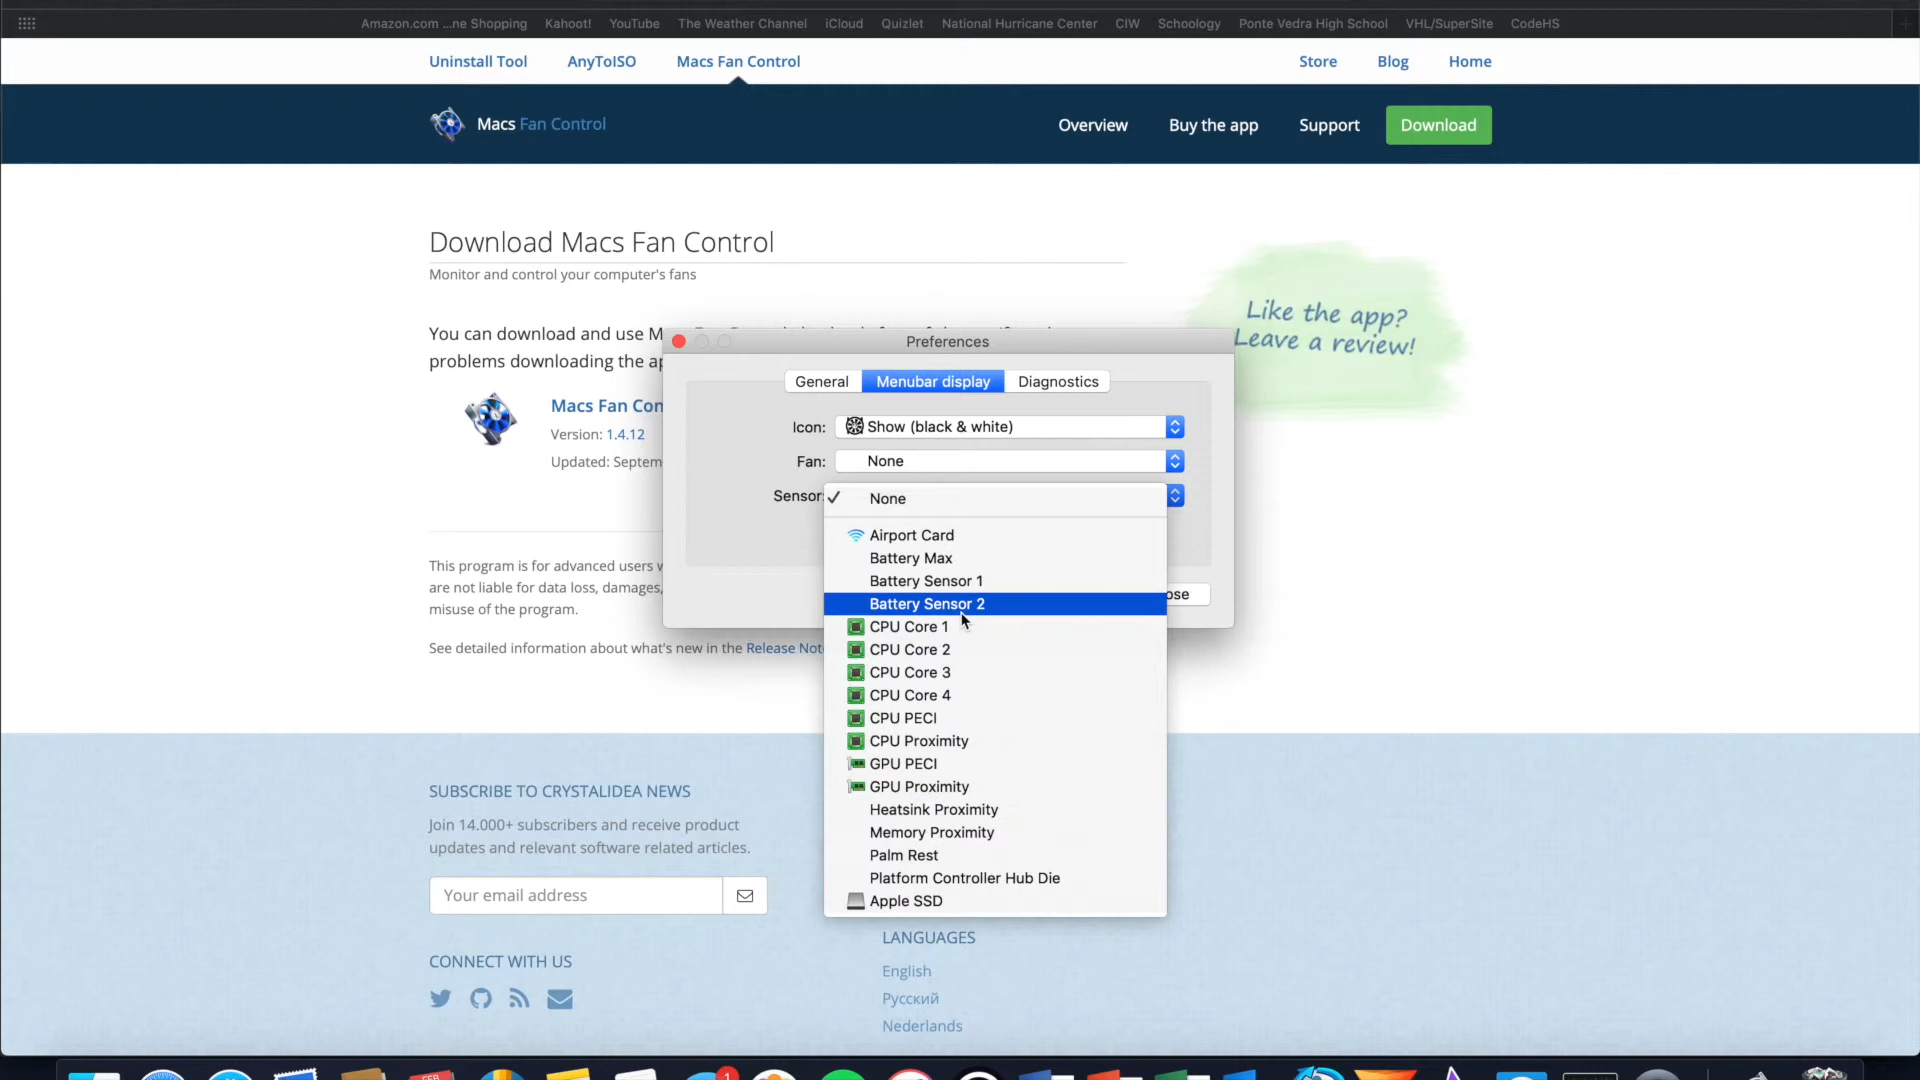 Amazon.com ...ne Shopping Kahoot! YouTube The Weather Channel iCloud Quizlet National Hurricane Center CIW Schoology Ponte Vedra High School VHL/SuperSite CodeHS
Uninstall Tool AnyToISO Macs Fan Control Store Blog Home
Macs Fan Control Overview Buy the app Support Download
Download Macs Fan Control
Monitor and control your computer's fans
Like the app?
Leave a review!
You can download and use M
problems downloading the ap
Macs Fan Con
Version: 1.4.12
Updated: Septem
Preferences
General Menubar display Diagnostics
Icon: Show (black & white)
Fan: None
Sensor: None
Airport Card
Battery Max
Battery Sensor 1
Battery Sensor 2
CPU Core 1
CPU Core 2
CPU Core 3
CPU Core 4
CPU PECI
CPU Proximity
GPU PECI
GPU Proximity
Heatsink Proximity
Memory Proximity
Palm Rest
Platform Controller Hub Die
Apple SSD
ose
This program is for advanced users w
are not liable for data loss, damages,
misuse of the program.
See detailed information about what's new in the Release Not
SUBSCRIBE TO CRYSTALIDEA NEWS
Join 14.000+ subscribers and receive product
updates and relevant software related articles.
Your email address
CONNECT WITH US
LANGUAGES
English
Русский
Nederlands
FEB
1